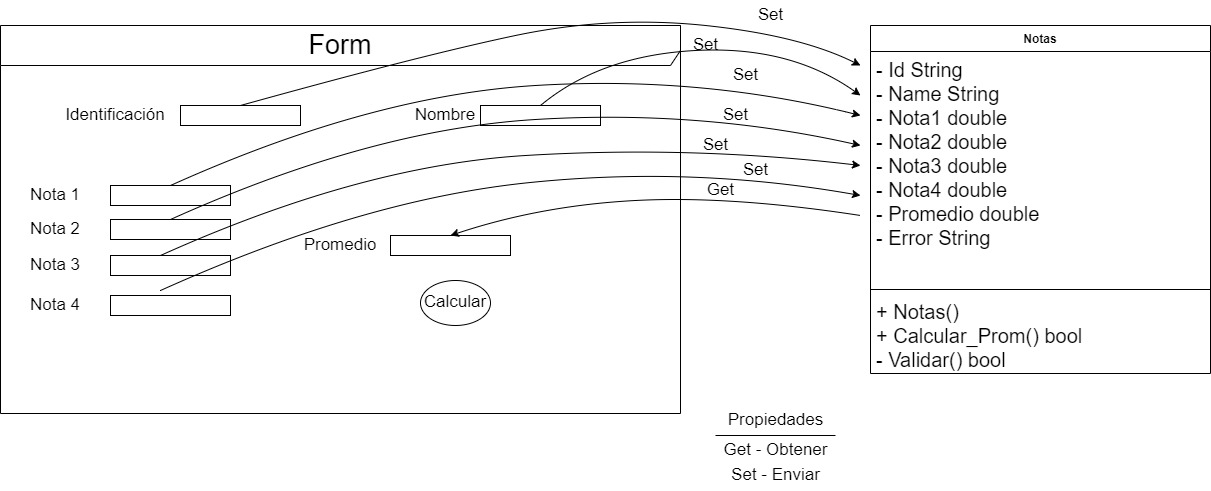 Form
Identificación
Nombre
Nota 1
Nota 2
Nota 3
Nota 4
Promedio
Calcular
Set
Set
Set
Set
Set
Set
Get
Notas
- Id String
- Name String
- Nota1 double
- Nota2 double
- Nota3 double
- Nota4 double
- Promedio double
- Error String
+ Notas()
+ Calcular_Prom() bool
- Validar() bool
Propiedades
Get - Obtener
Set - Enviar